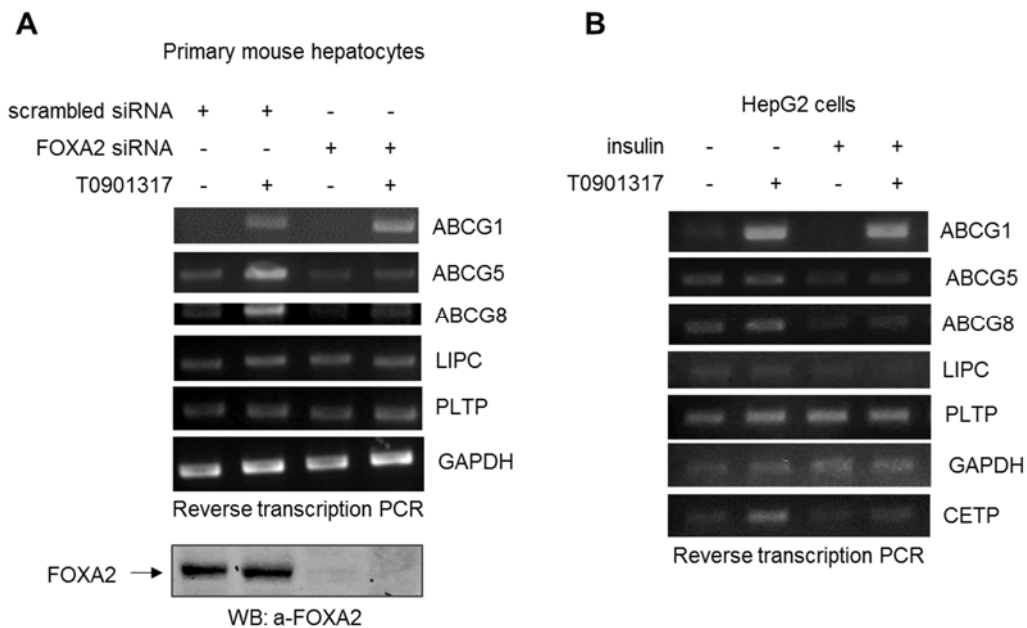 A
Primary mouse hepatocytes
scrambled siRNA + + - -
FOXA2 siRNA - - + +
T0901317 - + - +
ABCG1
ABCG5
ABCG8
LIPC
PLTP
GAPDH
Reverse transcription PCR
FOXA2
WB: a-FOXA2
B
HepG2 cells
insulin - - + +
T0901317 - + - +
ABCG1
ABCG5
ABCG8
LIPC
PLTP
GAPDH
CETP
Reverse transcription PCR